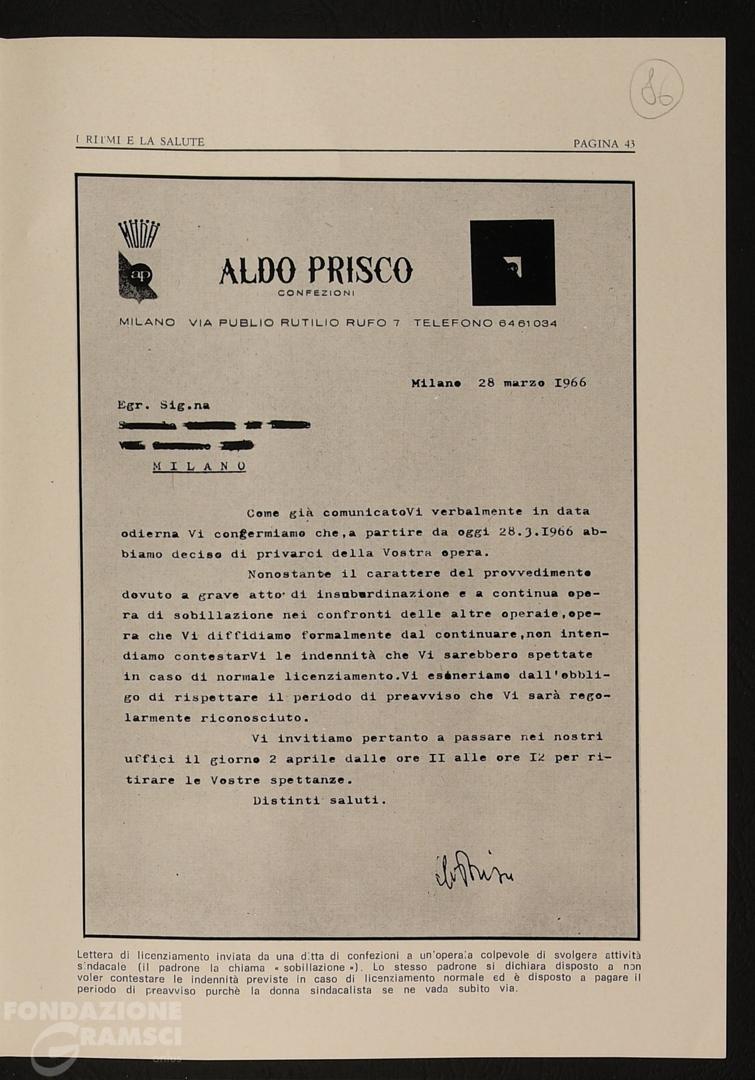 86
I RITMI E LA SALUTE PAGINA 43
MODA
ap
ALDO PRISCO
CONFEZIONI
MILANO VIA PUBLIO RUTILIO RUFO 7 TELEFONO 6461034
Milano 28 marzo I966
Egr. Sig.na
MILANO
Come già comunicatoVi verbalmente in data
odierna Vi confermiamo che,a partire da oggi 28.3.I966 ab-
biamo deciso di privarci della Vostra opera.
Nonostante il carattere del provvedimento
dovuto a grave atto di insubordinazione e a continua ope-
ra di sobillazione nei confronti delle altre operaie,ope-
ra che Vi diffidiamo formalmente dal continuare,non inten-
diamo contestarVi le indennità che Vi sarebbero spettate
in caso di normale licenziamento.Vi esoneriamo dall'obbli-
go di rispettare il periodo di preavviso che Vi sarà rego-
larmente riconosciuto.
Vi invitiamo pertanto a passare nei nostri
uffici il giorno 2 aprile dalle ore II alle ore I2 per ri-
tirare le Vostre spettanze.
Distinti saluti.
Lettera di licenziamento inviata da una ditta di confezioni a un'operaia colpevole di svolgere attività
sindacale (il padrone la chiama « sobillazione »). Lo stesso padrone si dichiara disposto a non
voler contestare le indennità previste in caso di licenziamento normale ed è disposto a pagare il
periodo di preavviso purchè la donna sindacalista se ne vada subito via.
FONDAZIONE
GRAMSCI
onlus